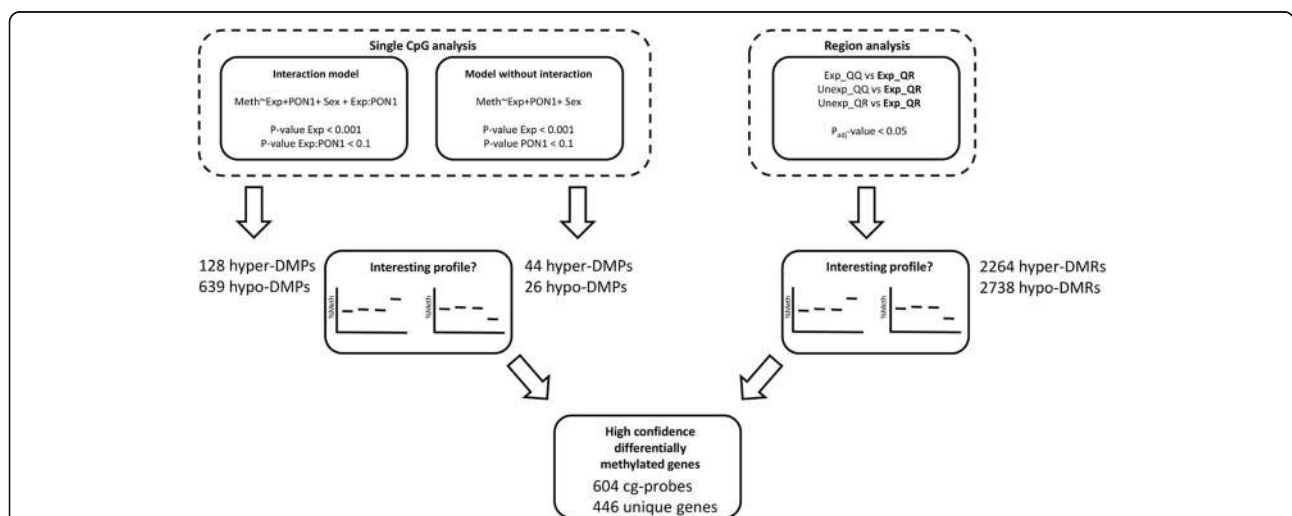 Single CpG analysis
Interaction model
Meth~Exp+PON1+ Sex + Exp:PON1
P-value Exp < 0.001
P-value Exp:PON1 < 0.1
Model without interaction
Meth~Exp+PON1+ Sex
P-value Exp < 0.001
P-value PON1 < 0.1
Region analysis
Exp_QQ vs Exp_QR
Unexp_QQ vs Exp_QR
Unexp_QR vs Exp_QR
Padj-value < 0.05
128 hyper-DMPs
639 hypo-DMPs
Interesting profile?
%Meth
%Meth
44 hyper-DMPs
26 hypo-DMPs
Interesting profile?
%Meth
%Meth
2264 hyper-DMRs
2738 hypo-DMRs
High confidence
differentially
methylated genes
604 cg-probes
446 unique genes